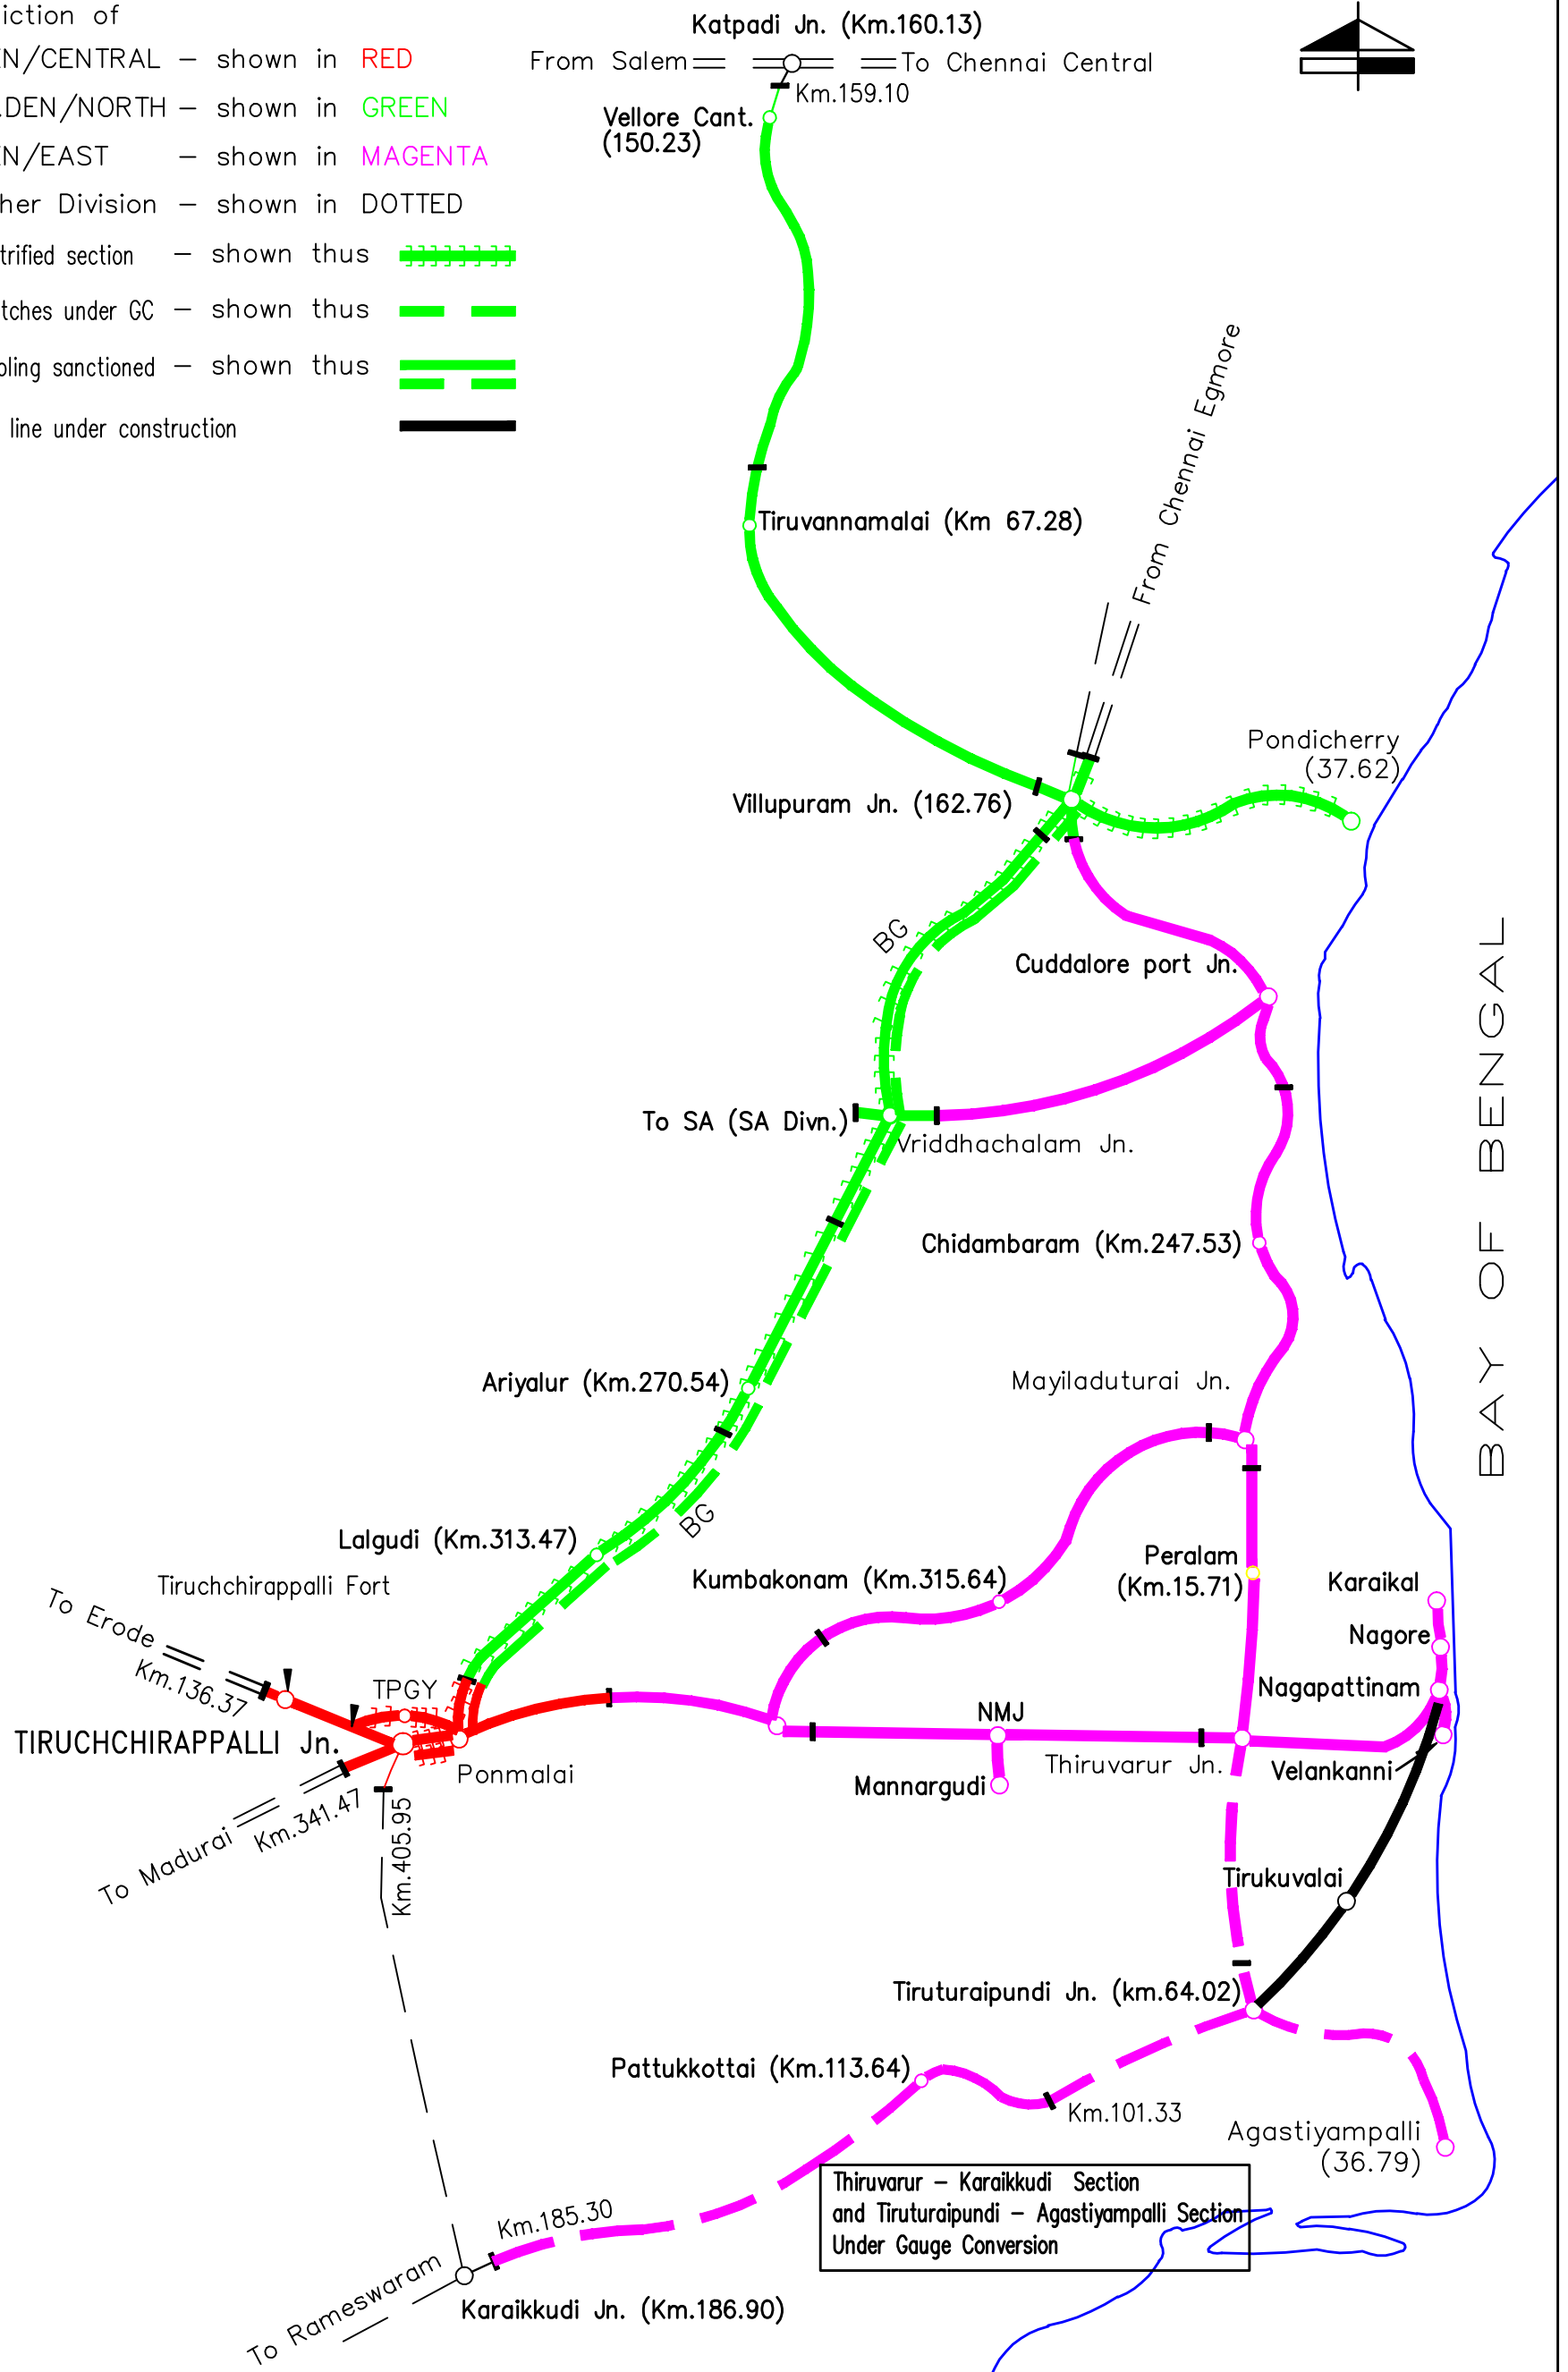 iction of
EN/CENTRAL – shown in RED
.DEN/NORTH – shown in GREEN
EN/EAST – shown in MAGENTA
her Division – shown in DOTTED
trified section – shown thus
tches under GC – shown thus
oling sanctioned – shown thus
line under construction
Katpadi Jn. (Km.160.13)
From Salem
To Chennai Central
Km.159.10
Vellore Cant.
(150.23)
From Chennai Egmore
Tiruvannamalai (Km 67.28)
Pondicherry
(37.62)
Villupuram Jn. (162.76)
BG
Cuddalore port Jn.
BAY OF BENGAL
To SA (SA Divn.)
Vriddhachalam Jn.
Chidambaram (Km.247.53)
Ariyalur (Km.270.54)
Mayiladuturai Jn.
BG
Lalgudi (Km.313.47)
Tiruchchirappalli Fort
Kumbakonam (Km.315.64)
Peralam
(Km.15.71)
Karaikal
Nagore
Nagapattinam
To Erode
Km.136.37
TPGY
TIRUCHCHIRAPPALLI Jn.
Ponmalai
NMJ
Thiruvarur Jn.
Velankanni
Mannargudi
Km.341.47
To Madurai
Km.405.95
Tirukuvalai
Tiruturaipundi Jn. (km.64.02)
Pattukkottai (Km.113.64)
Km.101.33
Agastiyampalli
(36.79)
Thiruvarur – Karaikkudi Section
and Tiruturaipundi – Agastiyampalli Section
Under Gauge Conversion
Km.185.30
To Rameswaram
Karaikkudi Jn. (Km.186.90)